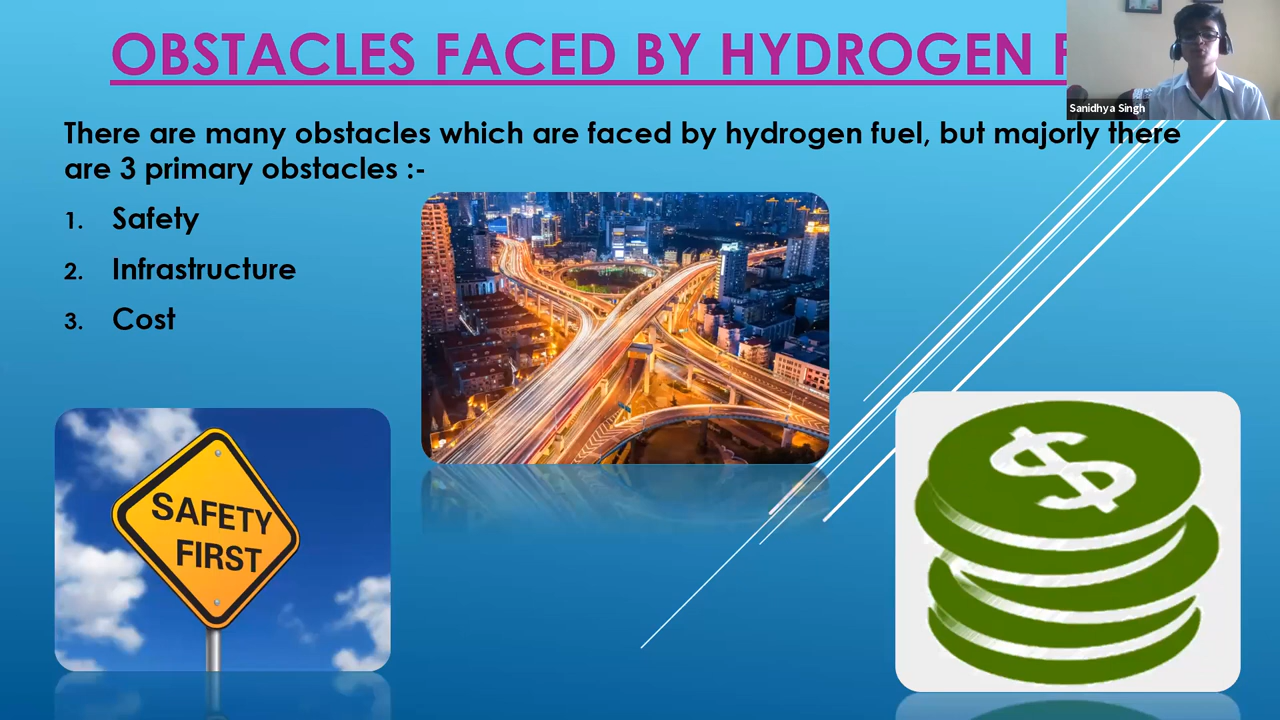 OBSTACLES FACED BY HYDROGEN
Sanidhya Singh
There are many obstacles which are faced by hydrogen fuel, but majorly there
are 3 primary obstacles :-
1. Safety
2. Infrastructure
3. Cost
SAFETY
FIRST
$